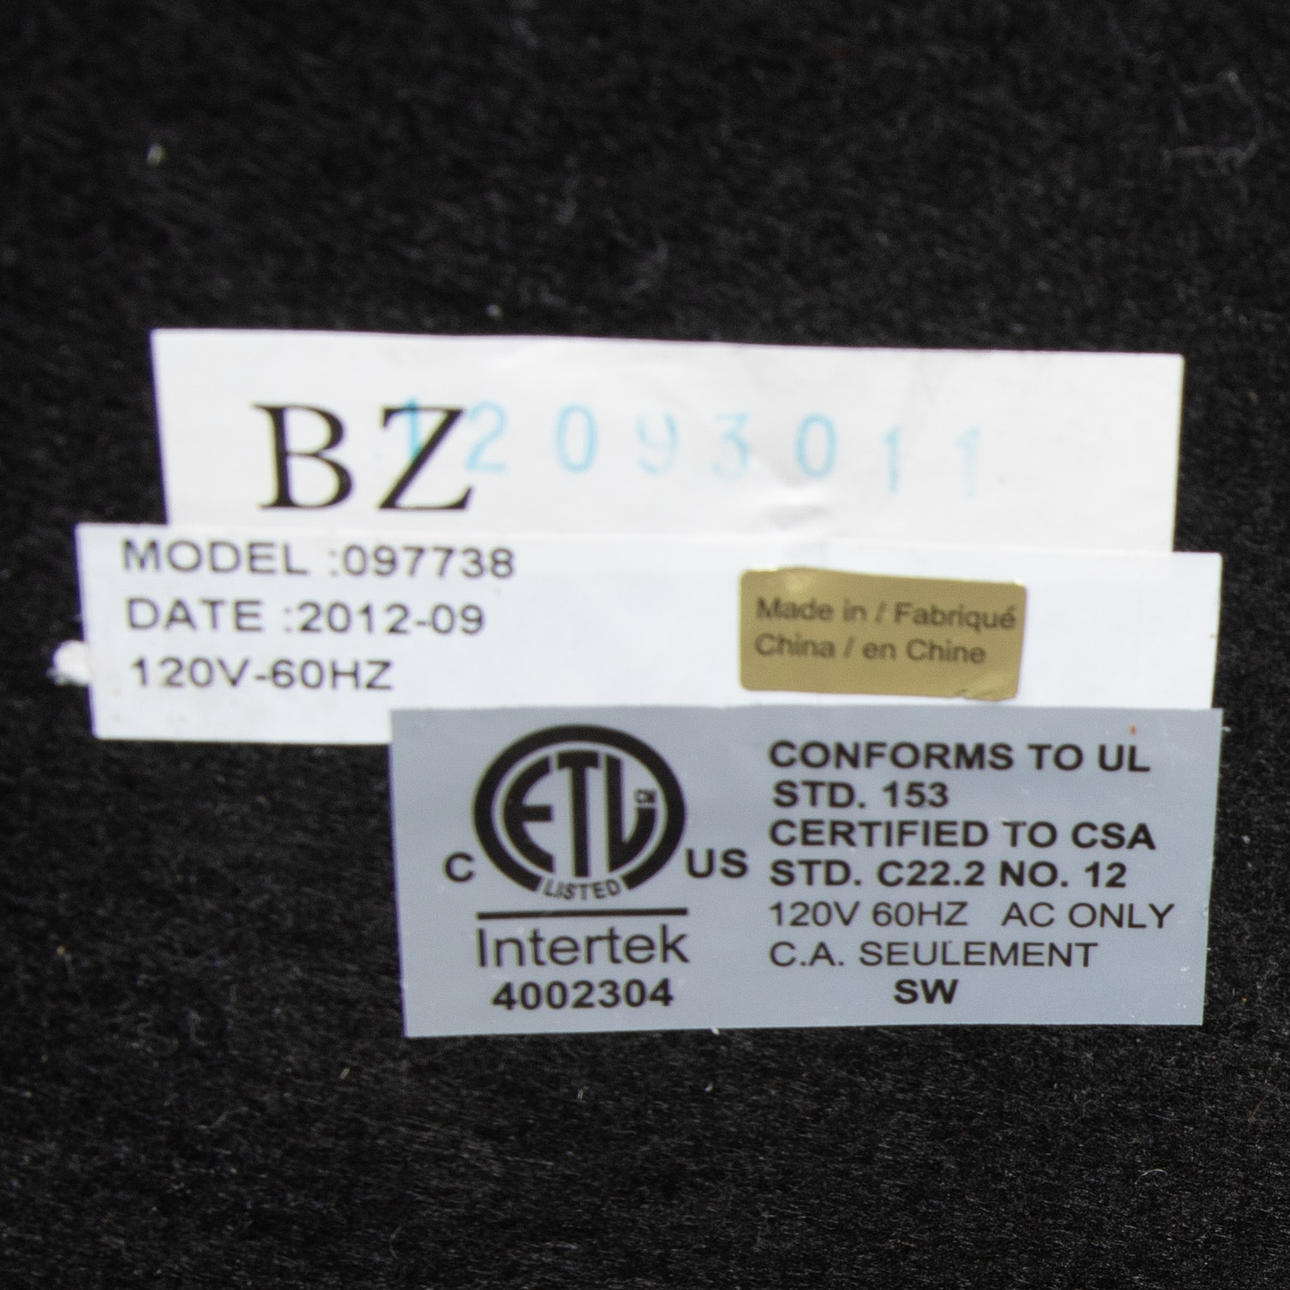 BZ 12093011
MODEL :097738
DATE :2012-09
120V-60HZ
Made in / Fabriqué
China / en Chine
C ETL CM US
LISTED
Intertek
4002304
CONFORMS TO UL
STD. 153
CERTIFIED TO CSA
STD. C22.2 NO. 12
120V 60HZ AC ONLY
C.A. SEULEMENT
SW